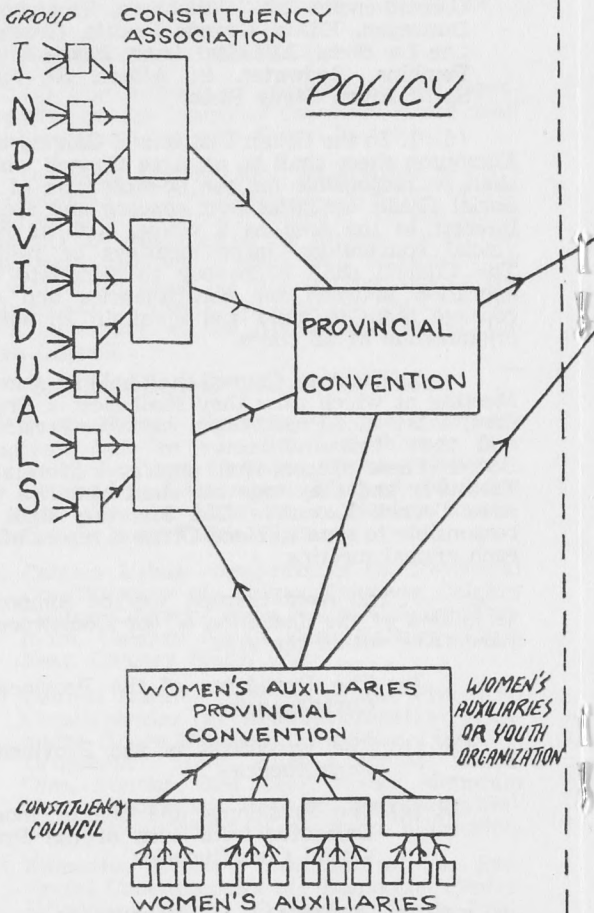 GROUP
CONSTITUENCY
ASSOCIATION
POLICY
INDIVIDUALS
PROVINCIAL
CONVENTION
WOMEN'S AUXILIARIES
PROVINCIAL
CONVENTION
WOMEN'S
AUXILIARIES
OR YOUTH
ORGANIZATION
CONSTITUENCY
COUNCIL
WOMEN'S AUXILIARIES